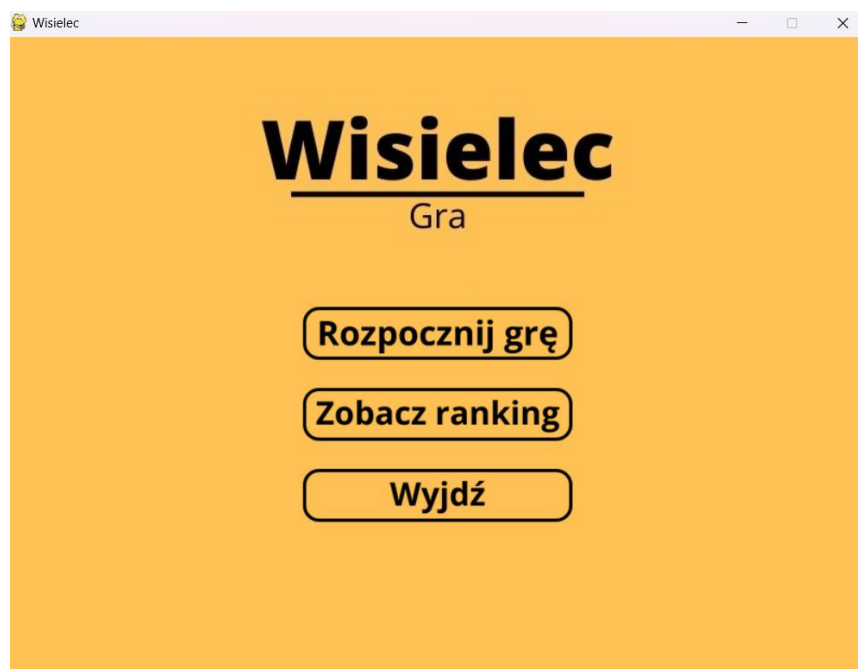 Wisielec
Wisielec
Gra
Rozpocznij grę
Zobacz ranking
Wyjdź